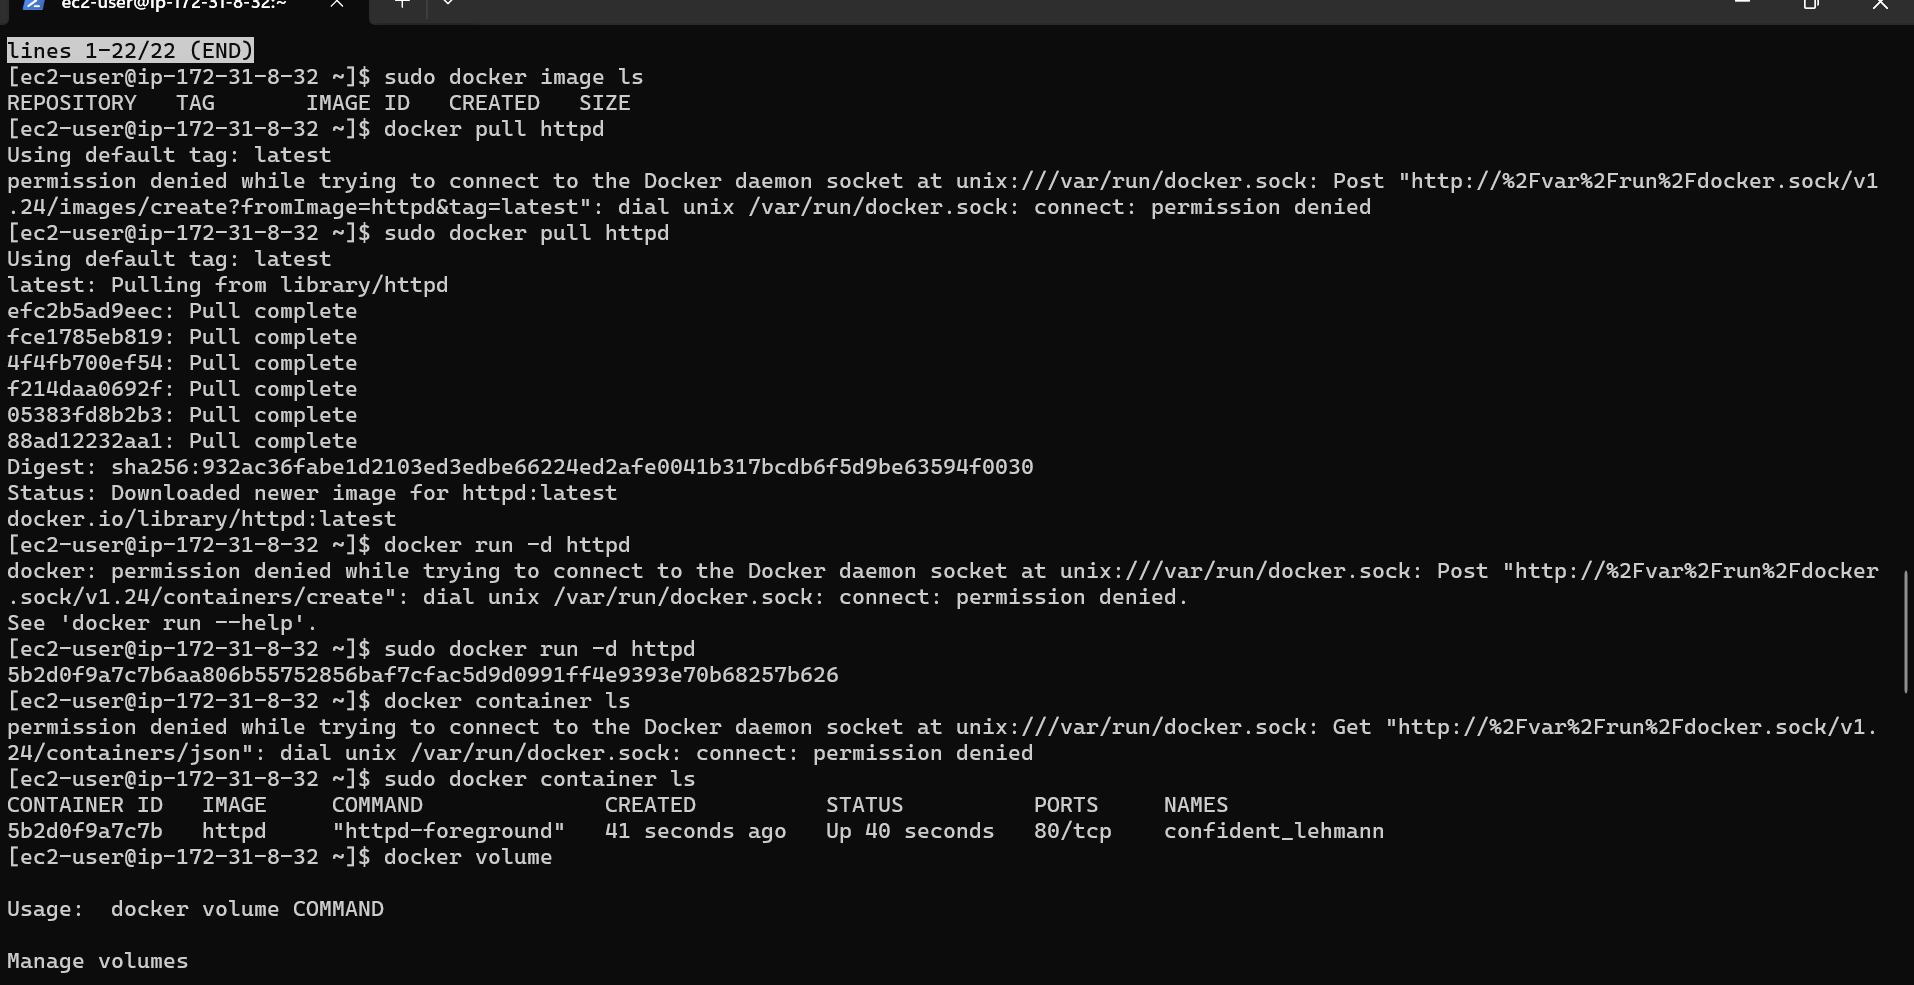 ec2-user@ip-172-31-8-32:~
lines 1-22/22 (END)
[ec2-user@ip-172-31-8-32 ~]$ sudo docker image ls
REPOSITORY   TAG       IMAGE ID   CREATED   SIZE
[ec2-user@ip-172-31-8-32 ~]$ docker pull httpd
Using default tag: latest
permission denied while trying to connect to the Docker daemon socket at unix:///var/run/docker.sock: Post "http://%2Fvar%2Frun%2Fdocker.sock/v1
.24/images/create?fromImage=httpd&tag=latest": dial unix /var/run/docker.sock: connect: permission denied
[ec2-user@ip-172-31-8-32 ~]$ sudo docker pull httpd
Using default tag: latest
latest: Pulling from library/httpd
efc2b5ad9eec: Pull complete
fce1785eb819: Pull complete
4f4fb700ef54: Pull complete
f214daa0692f: Pull complete
05383fd8b2b3: Pull complete
88ad12232aa1: Pull complete
Digest: sha256:932ac36fabe1d2103ed3edbe66224ed2afe0041b317bcdb6f5d9be63594f0030
Status: Downloaded newer image for httpd:latest
docker.io/library/httpd:latest
[ec2-user@ip-172-31-8-32 ~]$ docker run -d httpd
docker: permission denied while trying to connect to the Docker daemon socket at unix:///var/run/docker.sock: Post "http://%2Fvar%2Frun%2Fdocker
.sock/v1.24/containers/create": dial unix /var/run/docker.sock: connect: permission denied.
See 'docker run --help'.
[ec2-user@ip-172-31-8-32 ~]$ sudo docker run -d httpd
5b2d0f9a7c7b6aa806b55752856baf7cfac5d9d0991ff4e9393e70b68257b626
[ec2-user@ip-172-31-8-32 ~]$ docker container ls
permission denied while trying to connect to the Docker daemon socket at unix:///var/run/docker.sock: Get "http://%2Fvar%2Frun%2Fdocker.sock/v1.
24/containers/json": dial unix /var/run/docker.sock: connect: permission denied
[ec2-user@ip-172-31-8-32 ~]$ sudo docker container ls
CONTAINER ID   IMAGE     COMMAND              CREATED          STATUS          PORTS     NAMES
5b2d0f9a7c7b   httpd     "httpd-foreground"   41 seconds ago   Up 40 seconds   80/tcp    confident_lehmann
[ec2-user@ip-172-31-8-32 ~]$ docker volume
Usage:  docker volume COMMAND
Manage volumes